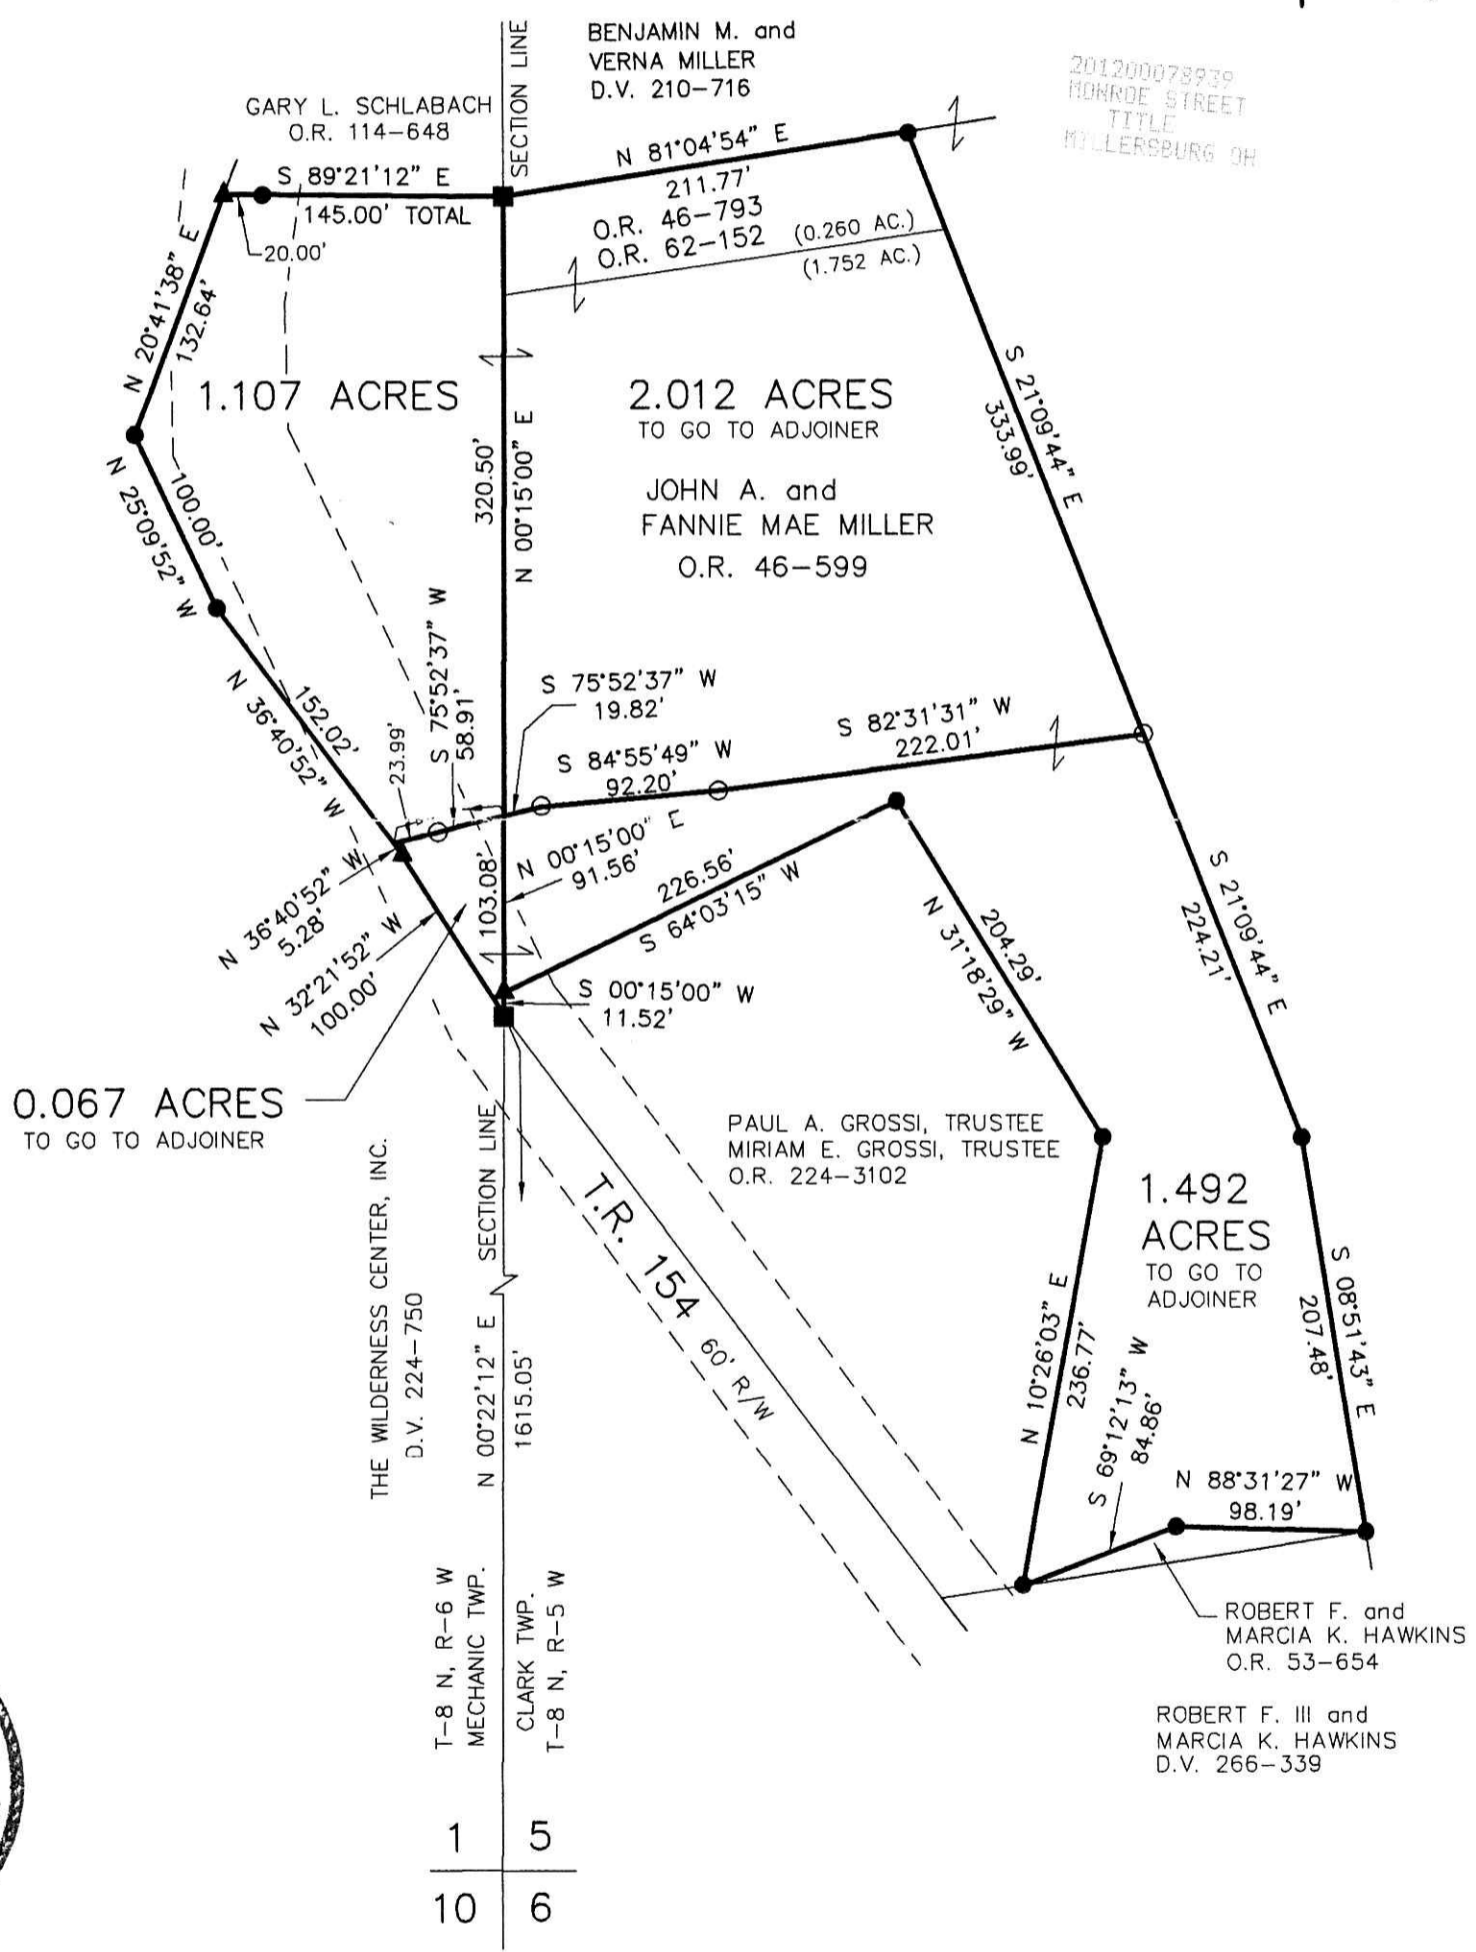 BENJAMIN M. and
VERNA MILLER
D.V. 210-716
201200078939
MONROE STREET
TITLE
MILLERSBURG OH
GARY L. SCHLABACH
O.R. 114-648
SECTION LINE
S 89°21'12" E
145.00' TOTAL
20.00'
N 81°04'54" E
211.77'
O.R. 46-793
O.R. 62-152
(0.260 AC.)
(1.752 AC.)
N 20°41'38" E
132.64'
1.107 ACRES
2.012 ACRES
TO GO TO ADJOINER
JOHN A. and
FANNIE MAE MILLER
O.R. 46-599
320.50'
N 00°15'00" E
S 21°09'44" E
333.99'
100.00'
N 25°09'52" W
152.02'
N 36°40'52" W
23.99'
S 75°52'37" W
58.91'
S 75°52'37" W
19.82'
S 84°55'49" W
92.20'
S 82°31'31" W
222.01'
N 36°40'52" W
5.28'
N 32°21'52" W
100.00'
103.08'
N 00°15'00" E
91.56'
226.56'
S 64°03'15" W
S 00°15'00" W
11.52'
204.29'
N 31°18'29" W
S 21°09'44" E
224.21'
0.067 ACRES
TO GO TO ADJOINER
PAUL A. GROSSI, TRUSTEE
MIRIAM E. GROSSI, TRUSTEE
O.R. 224-3102
1.492
ACRES
TO GO TO
ADJOINER
THE WILDERNESS CENTER, INC.
D.V. 224-750
SECTION LINE
N 00°22'12" E
1615.05'
T.R. 154 60' R/W
N 10°26'03" E
236.77'
S 69°12'13" W
84.86'
S 08°51'43" E
207.48'
N 88°31'27" W
98.19'
ROBERT F. and
MARCIA K. HAWKINS
O.R. 53-654
ROBERT F. III and
MARCIA K. HAWKINS
D.V. 266-339
T-8 N, R-6 W
MECHANIC TWP.
CLARK TWP.
T-8 N, R-5 W
1 5
10 6